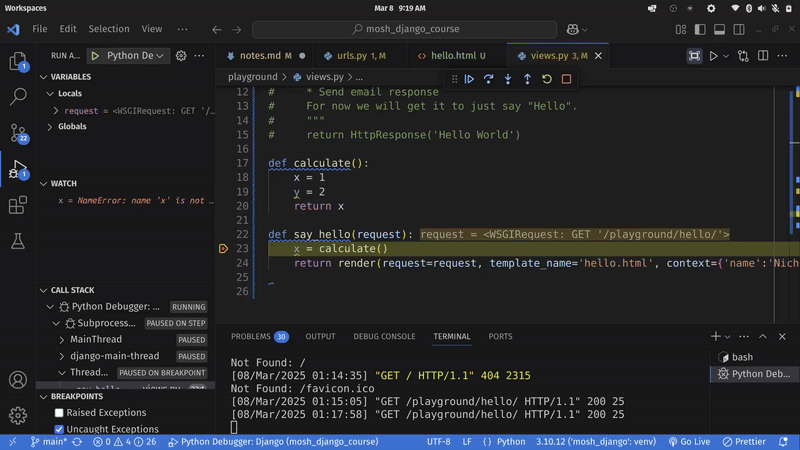 Workspaces
Mar 8 9:19 AM
File Edit Selection View ...
mosh_django_course
RUN A... Python De
notes.md M
urls.py 1, M
hello.html U
views.py 3, M
playground > views.py > ...
VARIABLES
Locals
request = <WSGIRequest: GET '/...
Globals
WATCH
x = NameError: name 'x' is not ...
CALL STACK
Python Debugger: ... RUNNING
Subprocess... PAUSED ON STEP
MainThread PAUSED
django-main-thread PAUSED
Thread... PAUSED ON BREAKPOINT
say_hello views.py 23:1
BREAKPOINTS
Raised Exceptions
Uncaught Exceptions
1
22
1
12 # * Send email response
13 # For now we will get it to just say "Hello".
14 # """
15 # return HttpResponse('Hello World')
16
17 def calculate():
18 x = 1
19 y = 2
20 return x
21
22 def say_hello(request): request = <WSGIRequest: GET '/playground/hello/'>
23 x = calculate()
24 return render(request=request, template_name='hello.html', context={'name':'Nich
25
26
PROBLEMS 30 OUTPUT DEBUG CONSOLE TERMINAL PORTS
Not Found: /
[08/Mar/2025 01:14:35] "GET / HTTP/1.1" 404 2315
Not Found: /favicon.ico
[08/Mar/2025 01:15:05] "GET /playground/hello/ HTTP/1.1" 200 25
[08/Mar/2025 01:17:58] "GET /playground/hello/ HTTP/1.1" 200 25
bash
Python Deb...
main* 0 4 26 Python Debugger: Django (mosh_django_course) UTF-8 LF Python 3.10.12 ('mosh_django': venv) Go Live Prettier